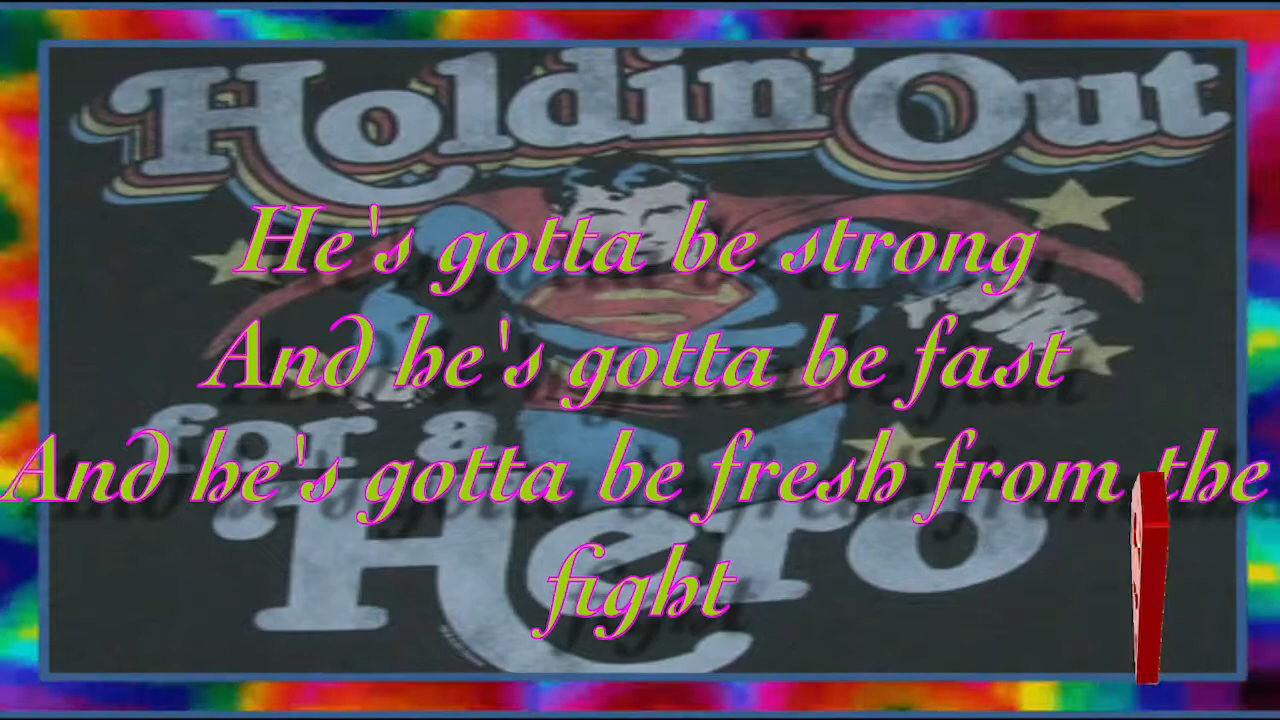 Holdin' Out
He's gotta be strong
And he's gotta be fast
for a
And he's gotta be fresh from the
Hero
fight